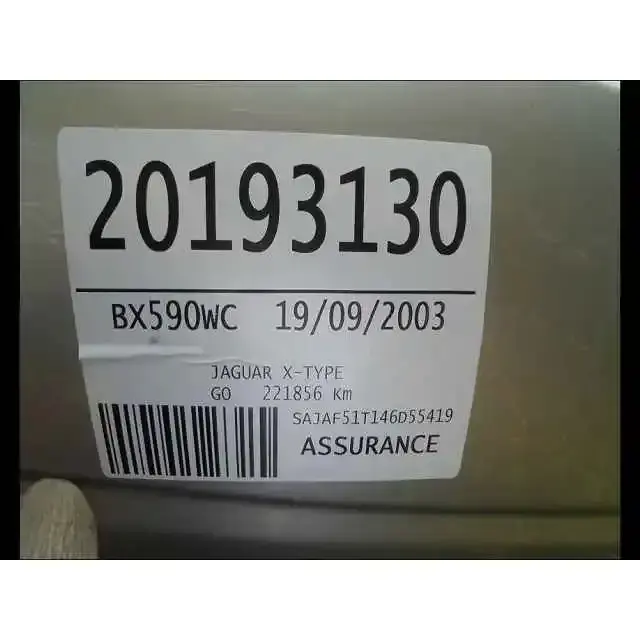 20193130
BX590WC 19/09/2003
JAGUAR X-TYPE
GO 221856 Km
SAJAF51T146D55419
ASSURANCE